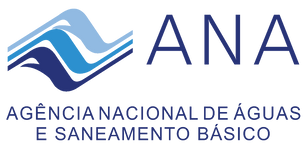 ANA
AGÊNCIA NACIONAL DE ÁGUAS
E SANEAMENTO BÁSICO